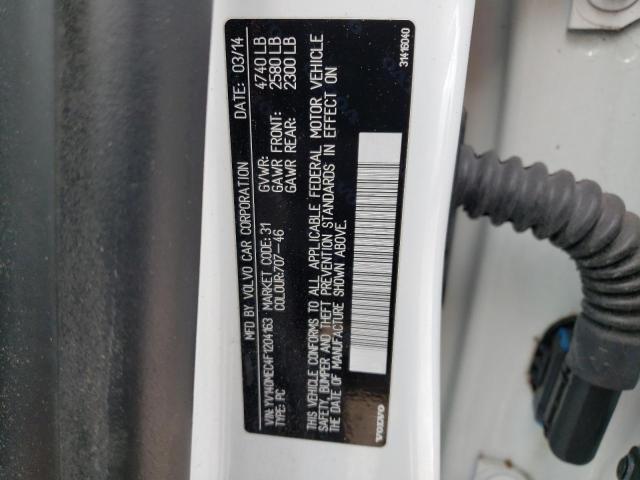 MFD BY VOLVO CAR CORPORATION DATE: 03/14
VIN: YV140MEC4F1204163 MARKET CODE: 31 GVWR: 4740 LB
TYPE: PC COLOUR: 707-46 GAWR FRONT: 2580 LB
GAWR REAR: 2300 LB
THIS VEHICLE CONFORMS TO ALL APPLICABLE FEDERAL MOTOR VEHICLE
SAFETY, BUMPER AND THEFT PREVENTION STANDARDS IN EFFECT ON
THE DATE OF MANUFACTURE SHOWN ABOVE.
VOLVO 31416040